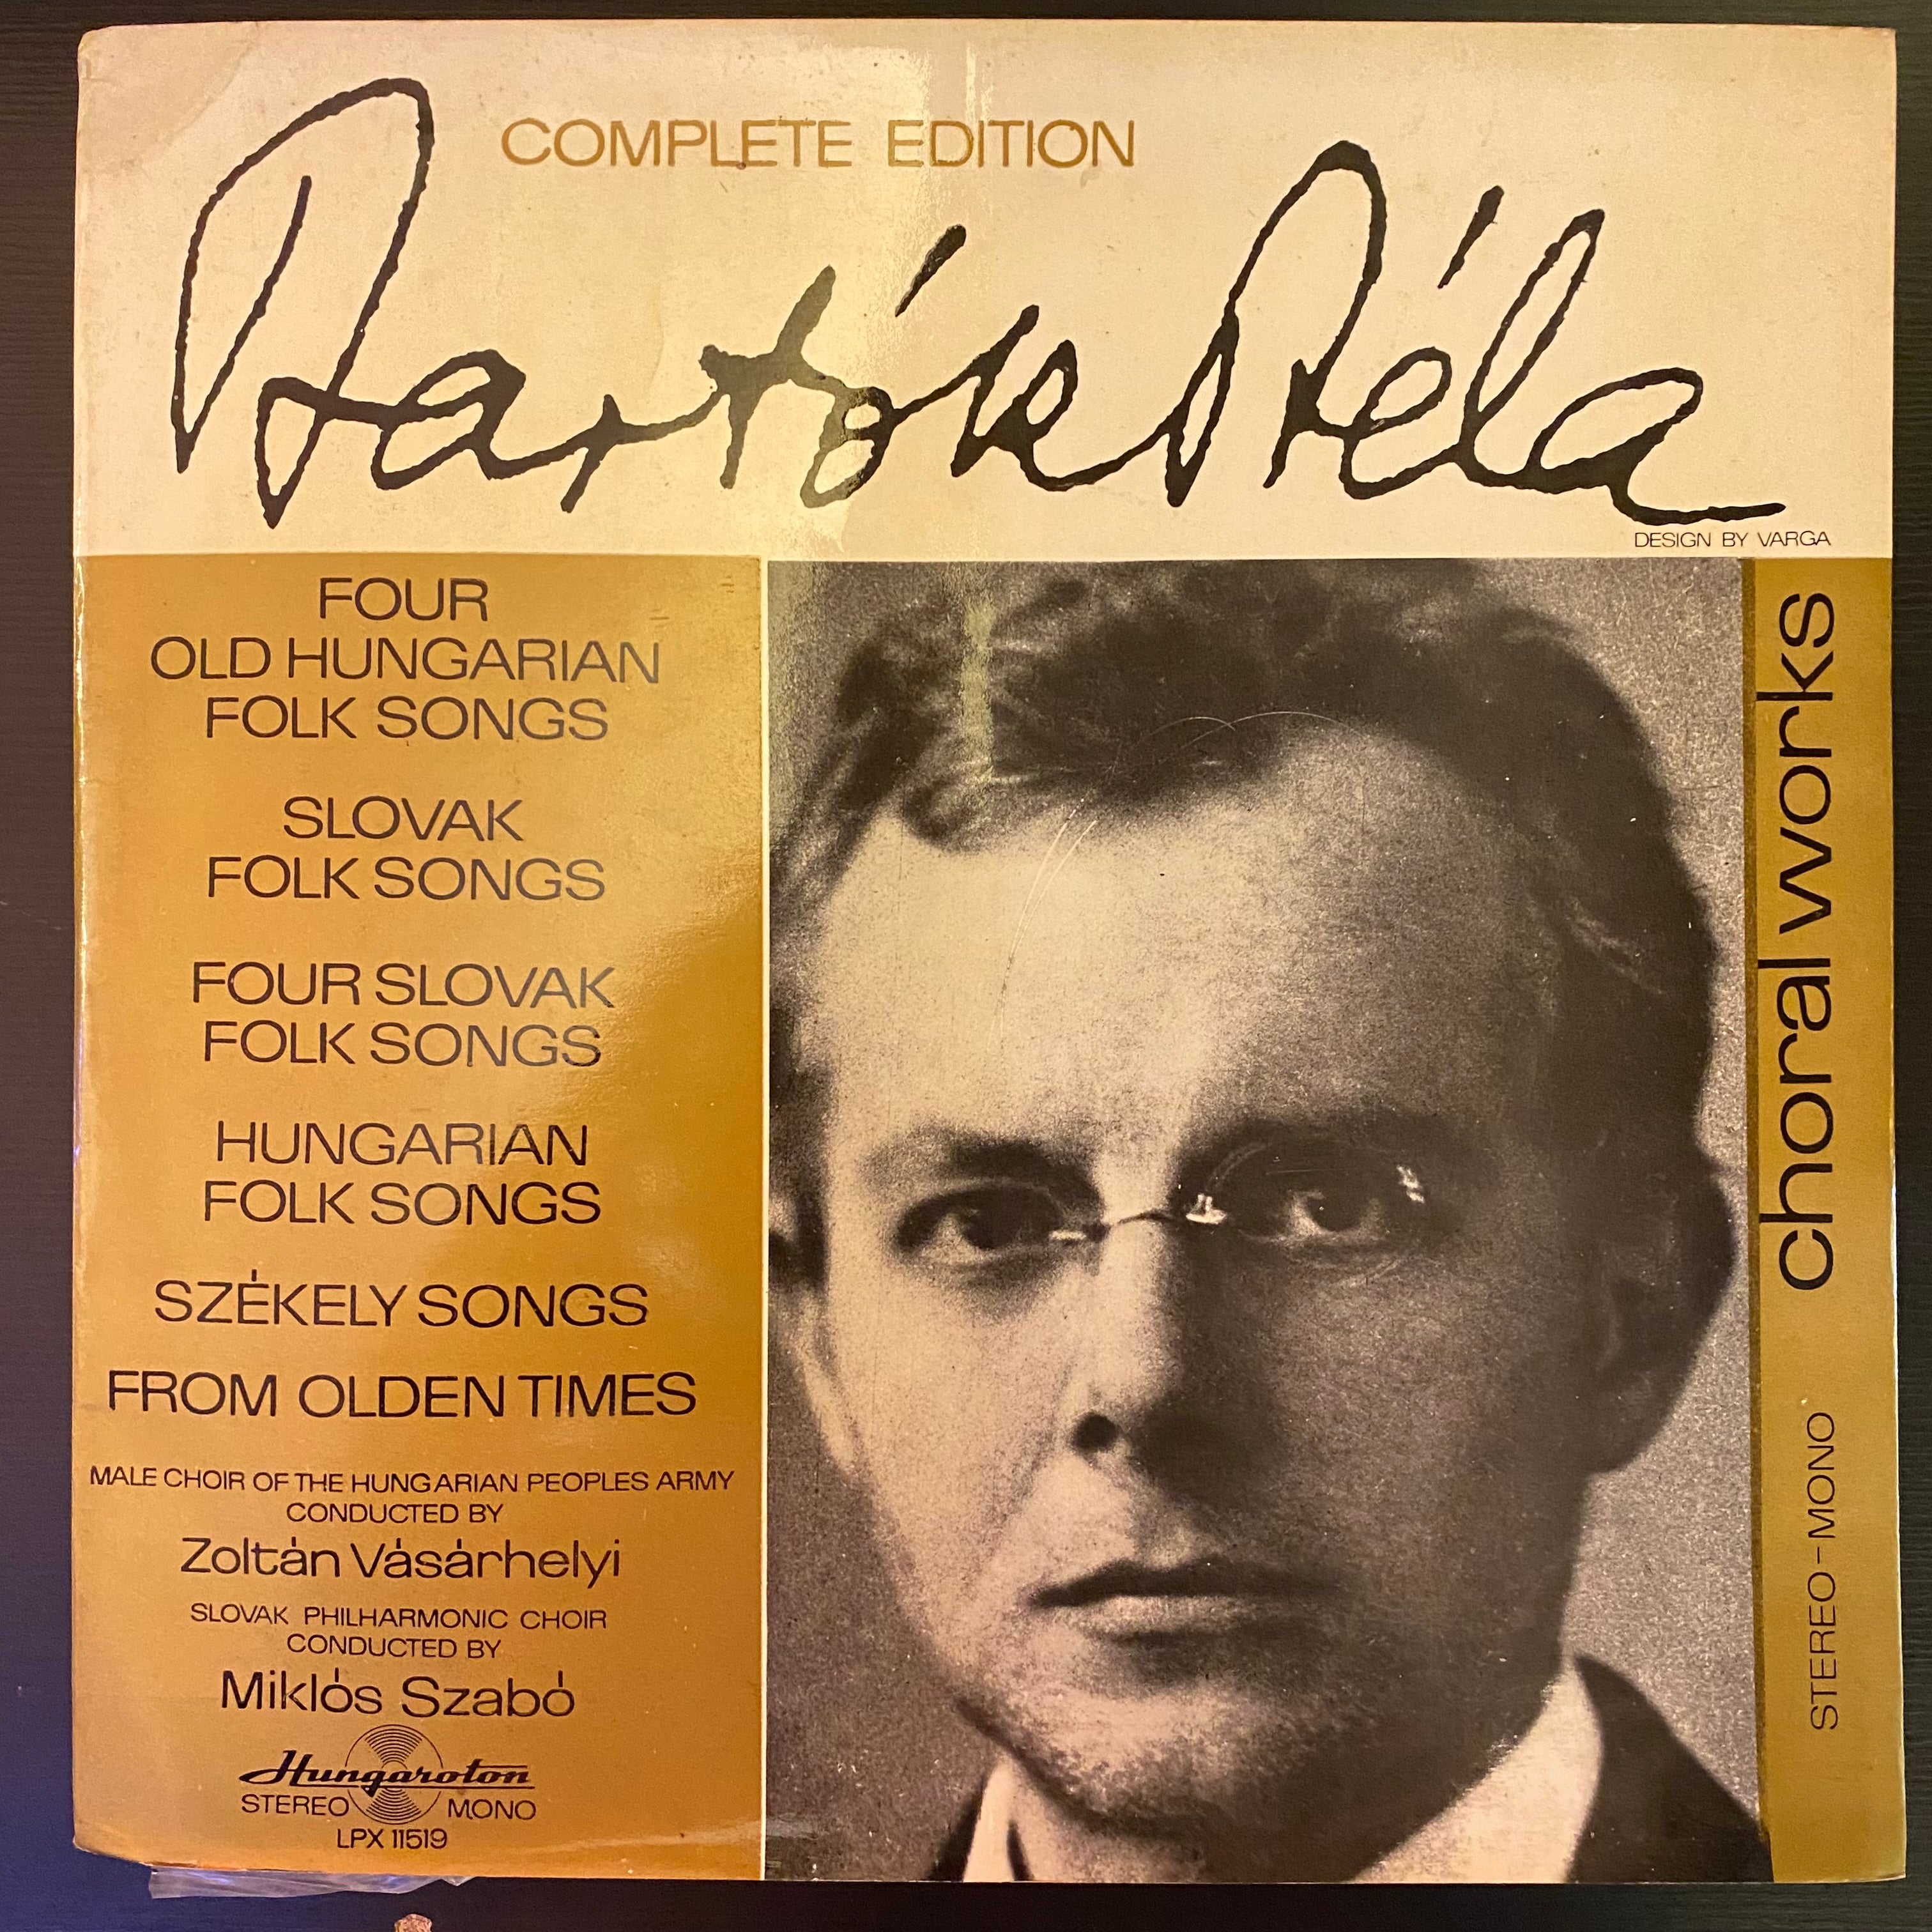 COMPLETE EDITION
Bartók Béla
DESIGN BY VARGA
FOUR
OLD HUNGARIAN
FOLK SONGS
SLOVAK
FOLK SONGS
FOUR SLOVAK
FOLK SONGS
HUNGARIAN
FOLK SONGS
SZÉKELY SONGS
FROM OLDEN TIMES
MALE CHOIR OF THE HUNGARIAN PEOPLES ARMY
CONDUCTED BY
Zoltán Vásárhelyi
SLOVAK PHILHARMONIC CHOIR
CONDUCTED BY
Miklós Szabó
Hungaroton
STEREO MONO
LPX 11519
choral works
STEREO-MONO